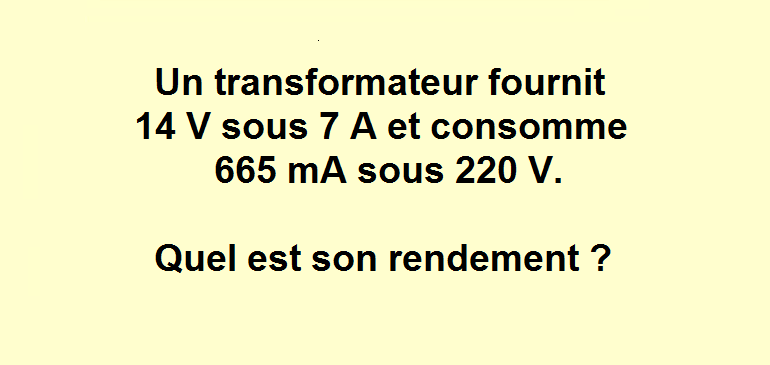 Un transformateur fournit
14 V sous 7 A et consomme
665 mA sous 220 V.
Quel est son rendement ?